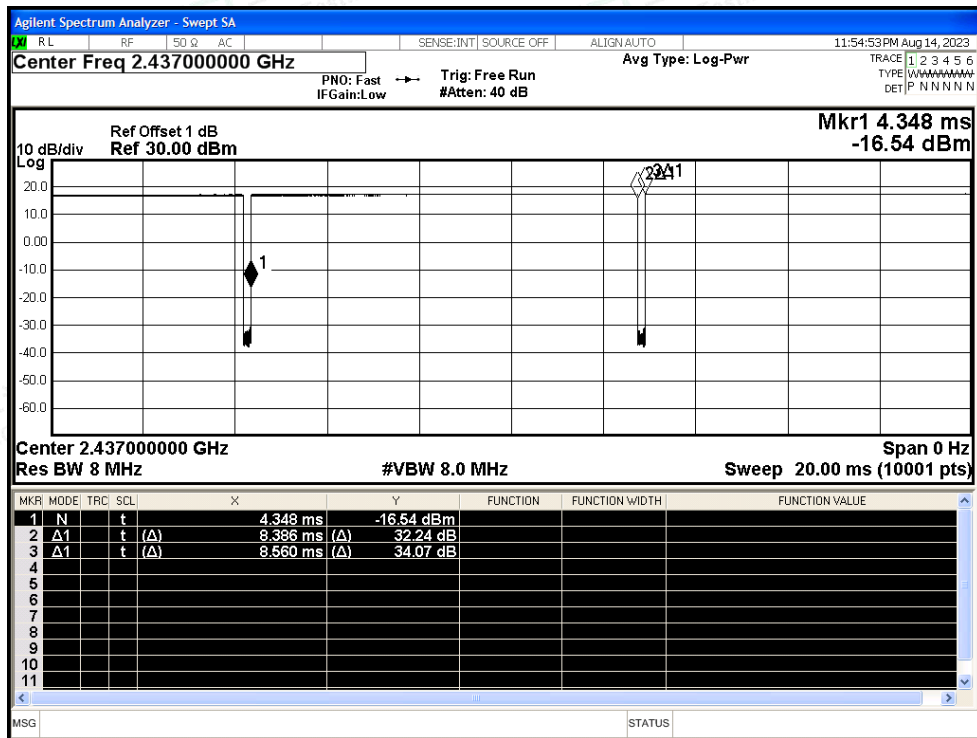 Agilent Spectrum Analyzer - Swept SA
LXI RL RF 50 Ω AC SENSE:INT SOURCE OFF ALIGN AUTO 11:54:53 PM Aug 14, 2023
Center Freq 2.437000000 GHz
PNO: Fast
IFGain:Low
Trig: Free Run
#Atten: 40 dB
Avg Type: Log-Pwr
TRACE 1 2 3 4 5 6
TYPE WWWWWW
DET P N N N N N
Mkr1 4.348 ms
-16.54 dBm
Ref Offset 1 dB
10 dB/div Ref 30.00 dBm
Log
20.0
10.0
0.00
-10.0
-20.0
-30.0
-40.0
-50.0
-60.0
1
2Δ1
3Δ1
Center 2.437000000 GHz Span 0 Hz
Res BW 8 MHz #VBW 8.0 MHz Sweep 20.00 ms (10001 pts)
MKR MODE TRC SCL X Y FUNCTION FUNCTION WIDTH FUNCTION VALUE
1 N t 4.348 ms -16.54 dBm
2 Δ1 t (Δ) 8.386 ms (Δ) 32.24 dB
3 Δ1 t (Δ) 8.560 ms (Δ) 34.07 dB
4
5
6
7
8
9
10
11
MSG STATUS